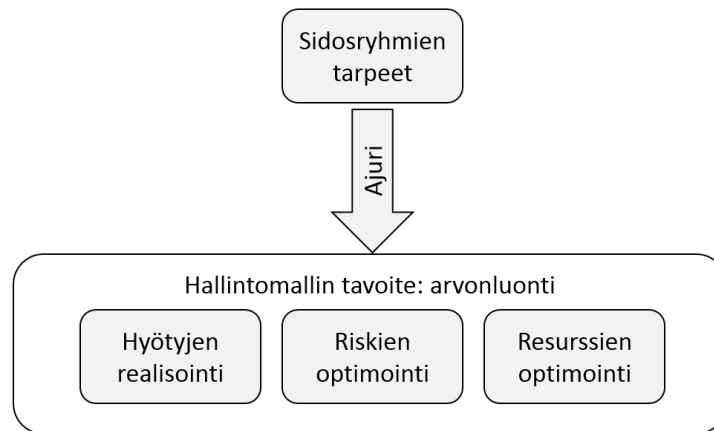 Sidosryhmien
tarpeet
Ajuri
Hallintomallin tavoite: arvonluonti
Hyötyjen
realisointi
Riskien
optimointi
Resurssien
optimointi